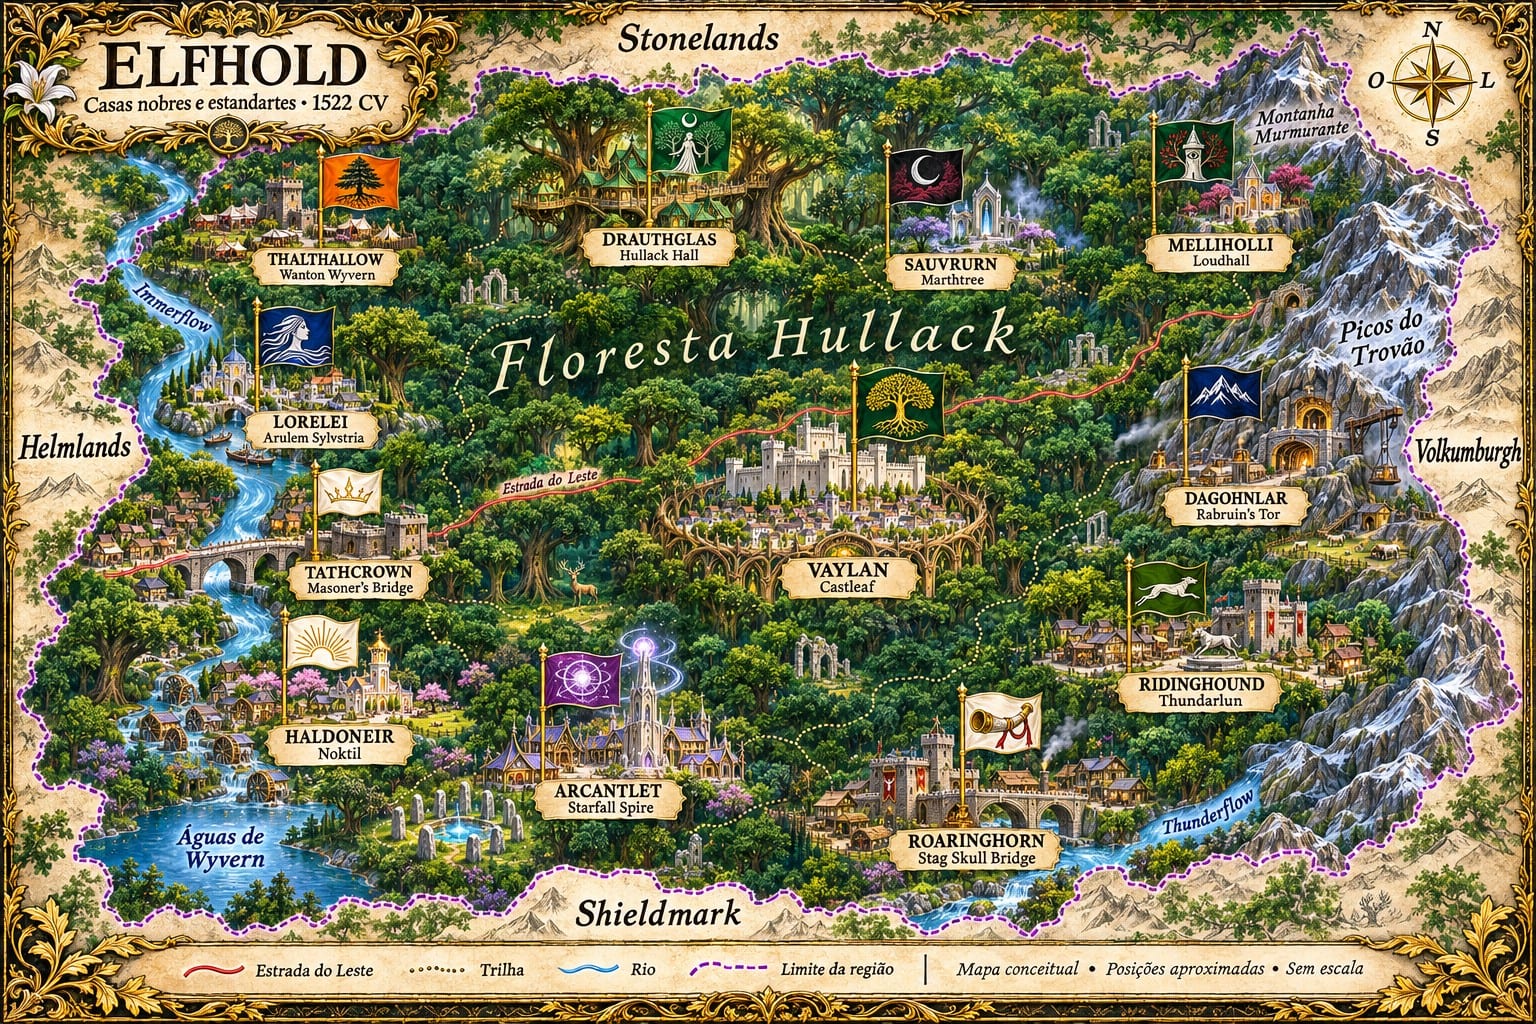 ELFHOLD
Casas nobres e estandartes • 1522 CV
Stonelands
N
O
L
S
Montanha
Murmurante
THALTHALLOW
Wanton Wyvern
DRAUTHGLAS
Hullack Hall
SAUVRURN
Marthtree
MELLIHOLLI
Loudhall
Immerflow
Floresta Hullack
Picos do
Trovão
LORELEI
Arulem Sylvstria
Helmlands
Volkumburgh
Estrada do Leste
DAGOHNLAR
Rabruin's Tor
TATHCROWN
Masoner's Bridge
VAYLAN
Castleaf
RIDINGHOUND
Thundarlun
HALDONEIR
Noktil
ARCANTLET
Starfall Spire
Águas de
Wyvern
Thunderflow
ROARINGHORN
Stag Skull Bridge
Shieldmark
Estrada do Leste
Trilha
Rio
Limite da região
Mapa conceitual • Posições aproximadas • Sem escala